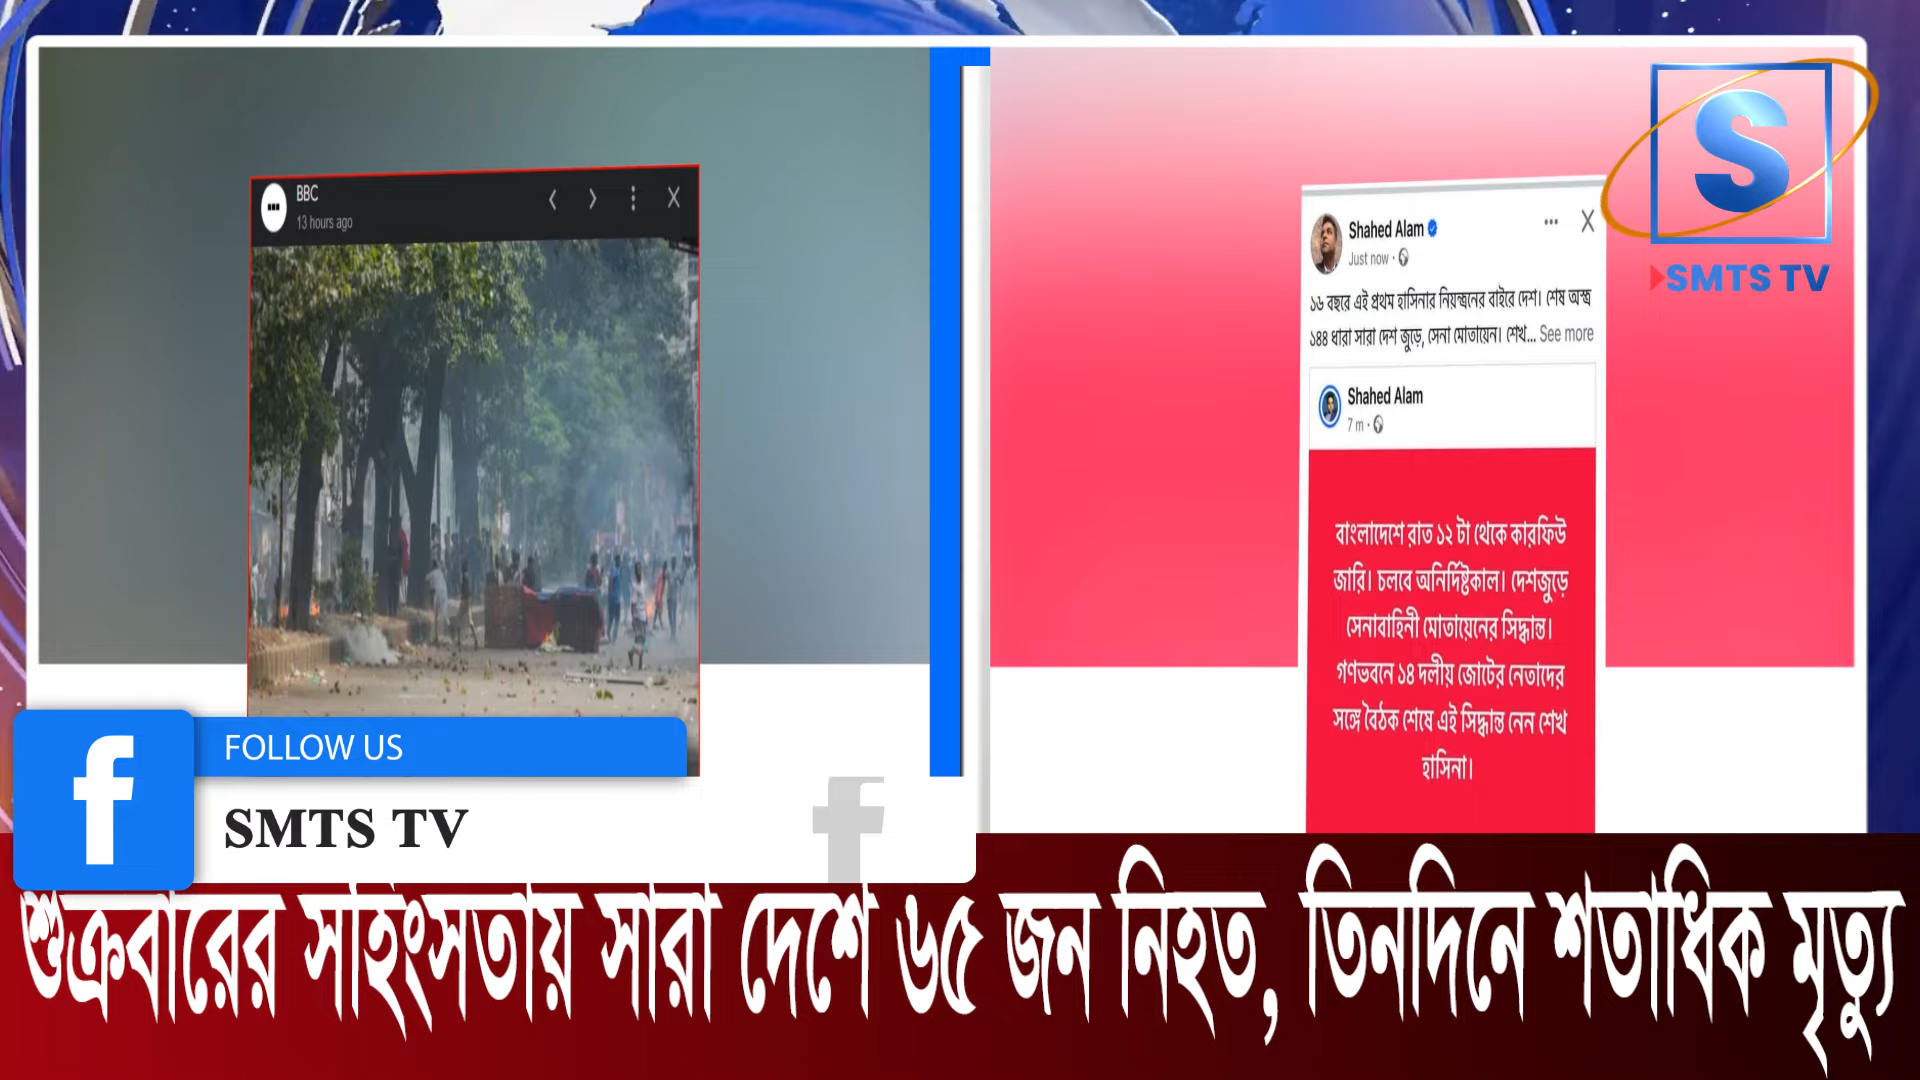 BBC
13 hours ago
Shahed Alam
Just now
১৬ বছরে এই প্রথম হাসিনার নিয়ন্ত্রনের বাইরে দেশ। শেষ অস্ত্র
১৪৪ ধারা সারা দেশ জুড়ে, সেনা মোতায়েন। শেখ... See more
Shahed Alam
7 m
বাংলাদেশে রাত ১২ টা থেকে কারফিউ
জারি। চলবে অনির্দিষ্টকাল। দেশজুড়ে
সেনাবাহিনী মোতায়েনের সিদ্ধান্ত।
গণভবনে ১৪ দলীয় জোটের নেতাদের
সঙ্গে বৈঠক শেষে এই সিদ্ধান্ত নেন শেখ
হাসিনা।
S
SMTS TV
f
FOLLOW US
SMTS TV
f
শুক্রবারের সহিংসতায় সারা দেশে ৬৫ জন নিহত, তিনদিনে শতাধিক মৃত্যু